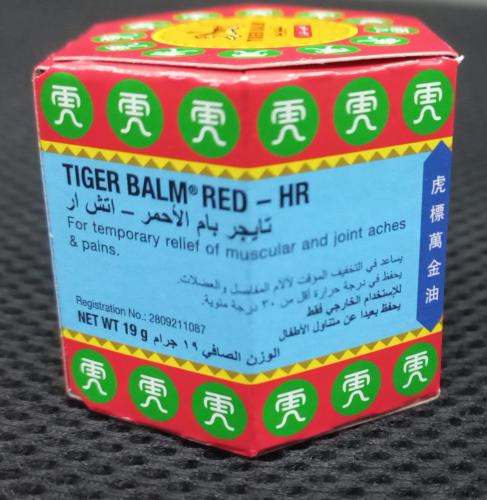 TIGER BALM
TIGER BALM® RED – HR
تايجر بام الأحمر – اتش ار
For temporary relief of muscular and joint aches
& pains.
يساعد في التخفيف المؤقت لآلام المفاصل والعضلات.
يحفظ في درجة حرارة أقل من ٣٠ درجة مئوية.
للإستخدام الخارجي فقط
يحفظ بعيدا عن متناول الأطفال
Registration No.: 2809211087
NET WT 19 g الوزن الصافي ١٩ جرام
虎標萬金油